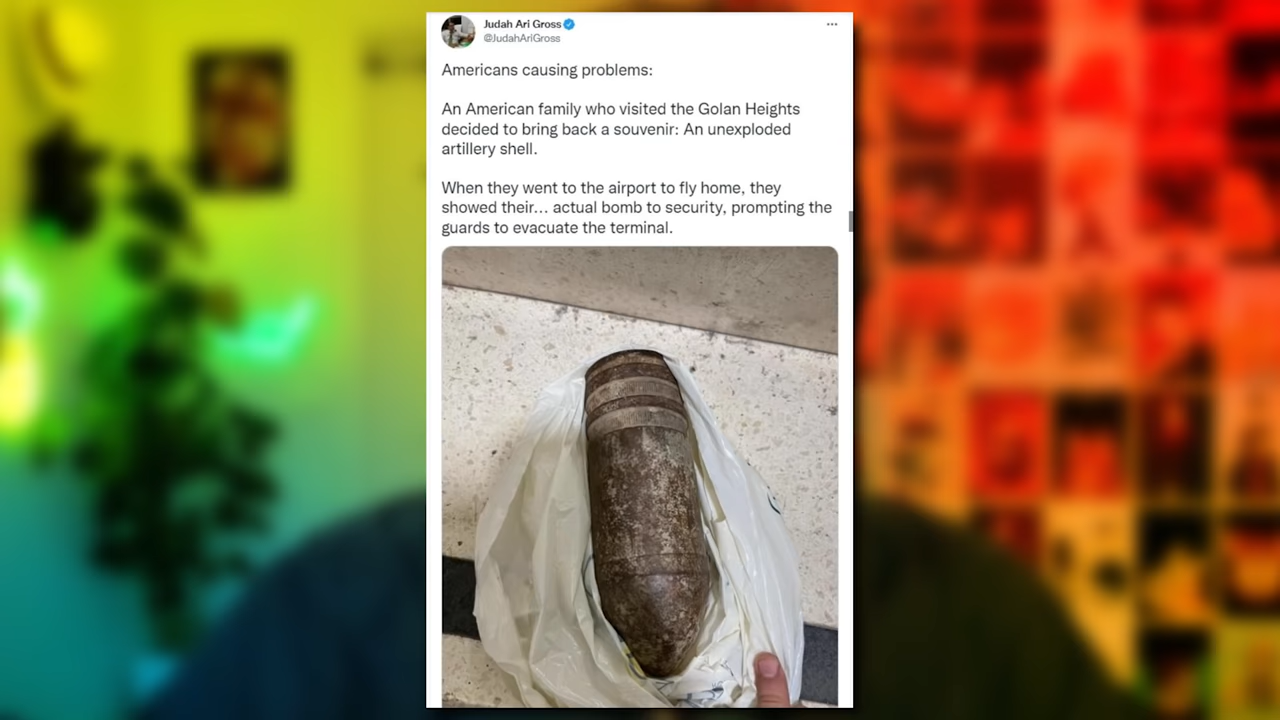 Judah Ari Gross
@JudahAriGross
Americans causing problems:
An American family who visited the Golan Heights
decided to bring back a souvenir: An unexploded
artillery shell.
When they went to the airport to fly home, they
showed their... actual bomb to security, prompting the
guards to evacuate the terminal.